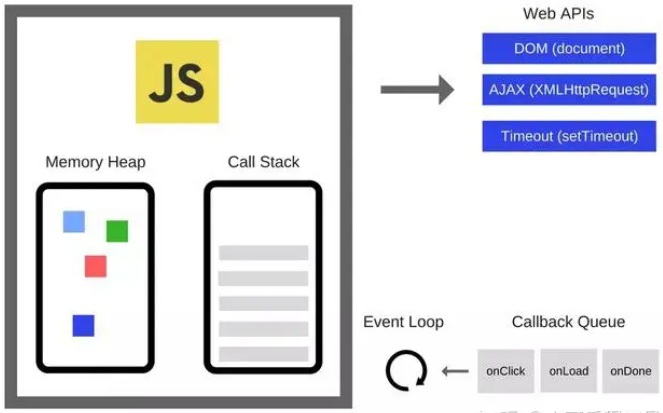 Web APIs
JS
DOM (document)
AJAX (XMLHttpRequest)
Timeout (setTimeout)
Memory Heap
Call Stack
Event Loop
Callback Queue
onClick
onLoad
onDone